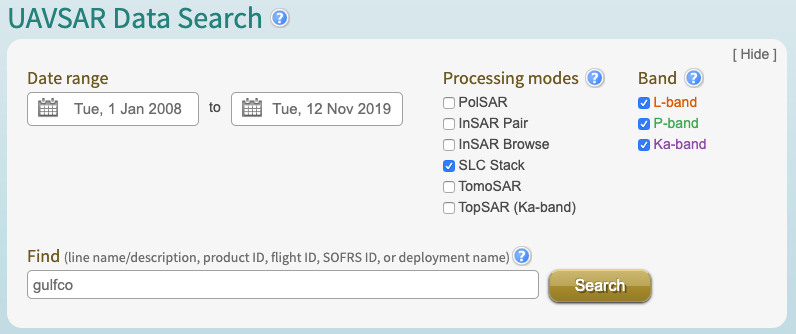 UAVSAR Data Search ?
[ Hide ]
Date range
Processing modes ?
Band ?
Tue, 1 Jan 2008 to Tue, 12 Nov 2019
PolSAR
L-band
InSAR Pair
P-band
InSAR Browse
Ka-band
SLC Stack
TomoSAR
TopSAR (Ka-band)
Find (line name/description, product ID, flight ID, SOFRS ID, or deployment name) ?
gulfco
Search